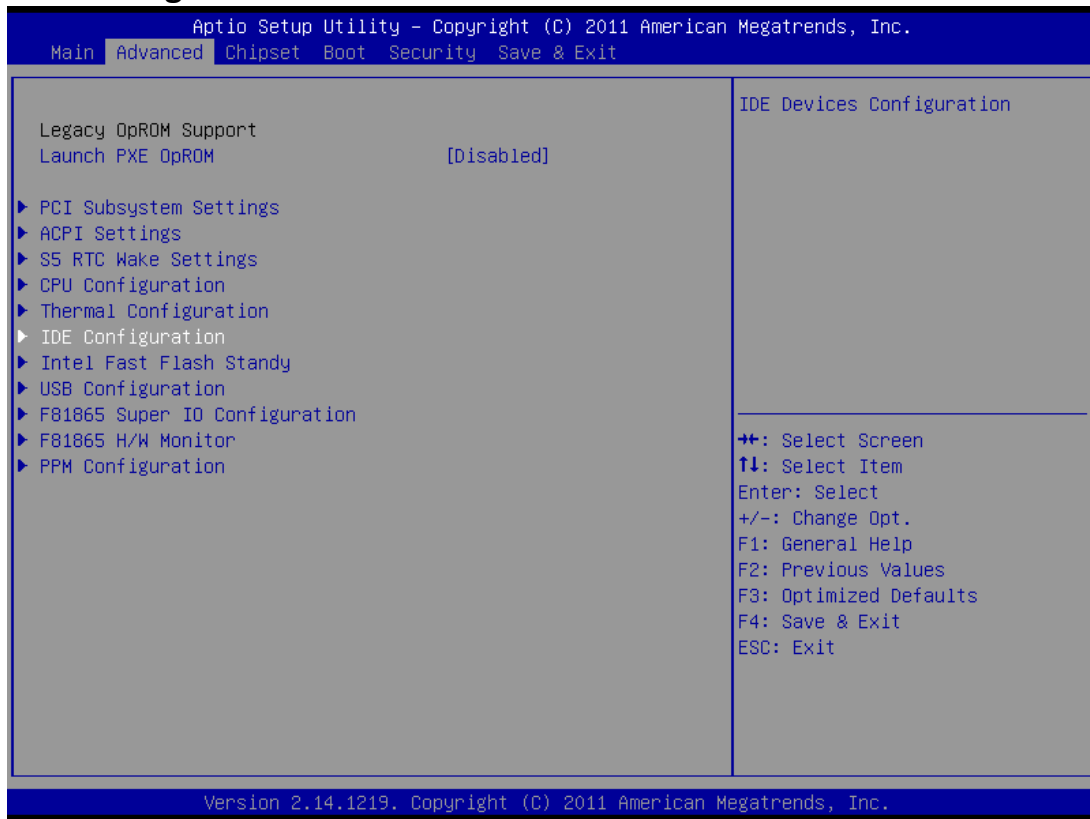 Aptio Setup Utility – Copyright (C) 2011 American Megatrends, Inc.
Main Advanced Chipset Boot Security Save & Exit
Legacy OpROM Support
Launch PXE OpROM [Disabled]
▶ PCI Subsystem Settings
▶ ACPI Settings
▶ S5 RTC Wake Settings
▶ CPU Configuration
▶ Thermal Configuration
▶ IDE Configuration
▶ Intel Fast Flash Standy
▶ USB Configuration
▶ F81865 Super IO Configuration
▶ F81865 H/W Monitor
▶ PPM Configuration
IDE Devices Configuration
→←: Select Screen
↑↓: Select Item
Enter: Select
+/-: Change Opt.
F1: General Help
F2: Previous Values
F3: Optimized Defaults
F4: Save & Exit
ESC: Exit
Version 2.14.1219. Copyright (C) 2011 American Megatrends, Inc.